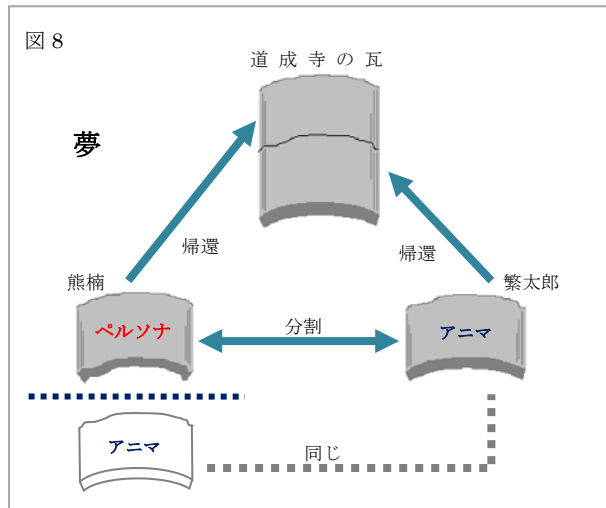 図 8
道 成 寺 の 瓦
夢
帰還
帰還
熊楠
繁太郎
ペルソナ
分割
アニマ
アニマ
同じ